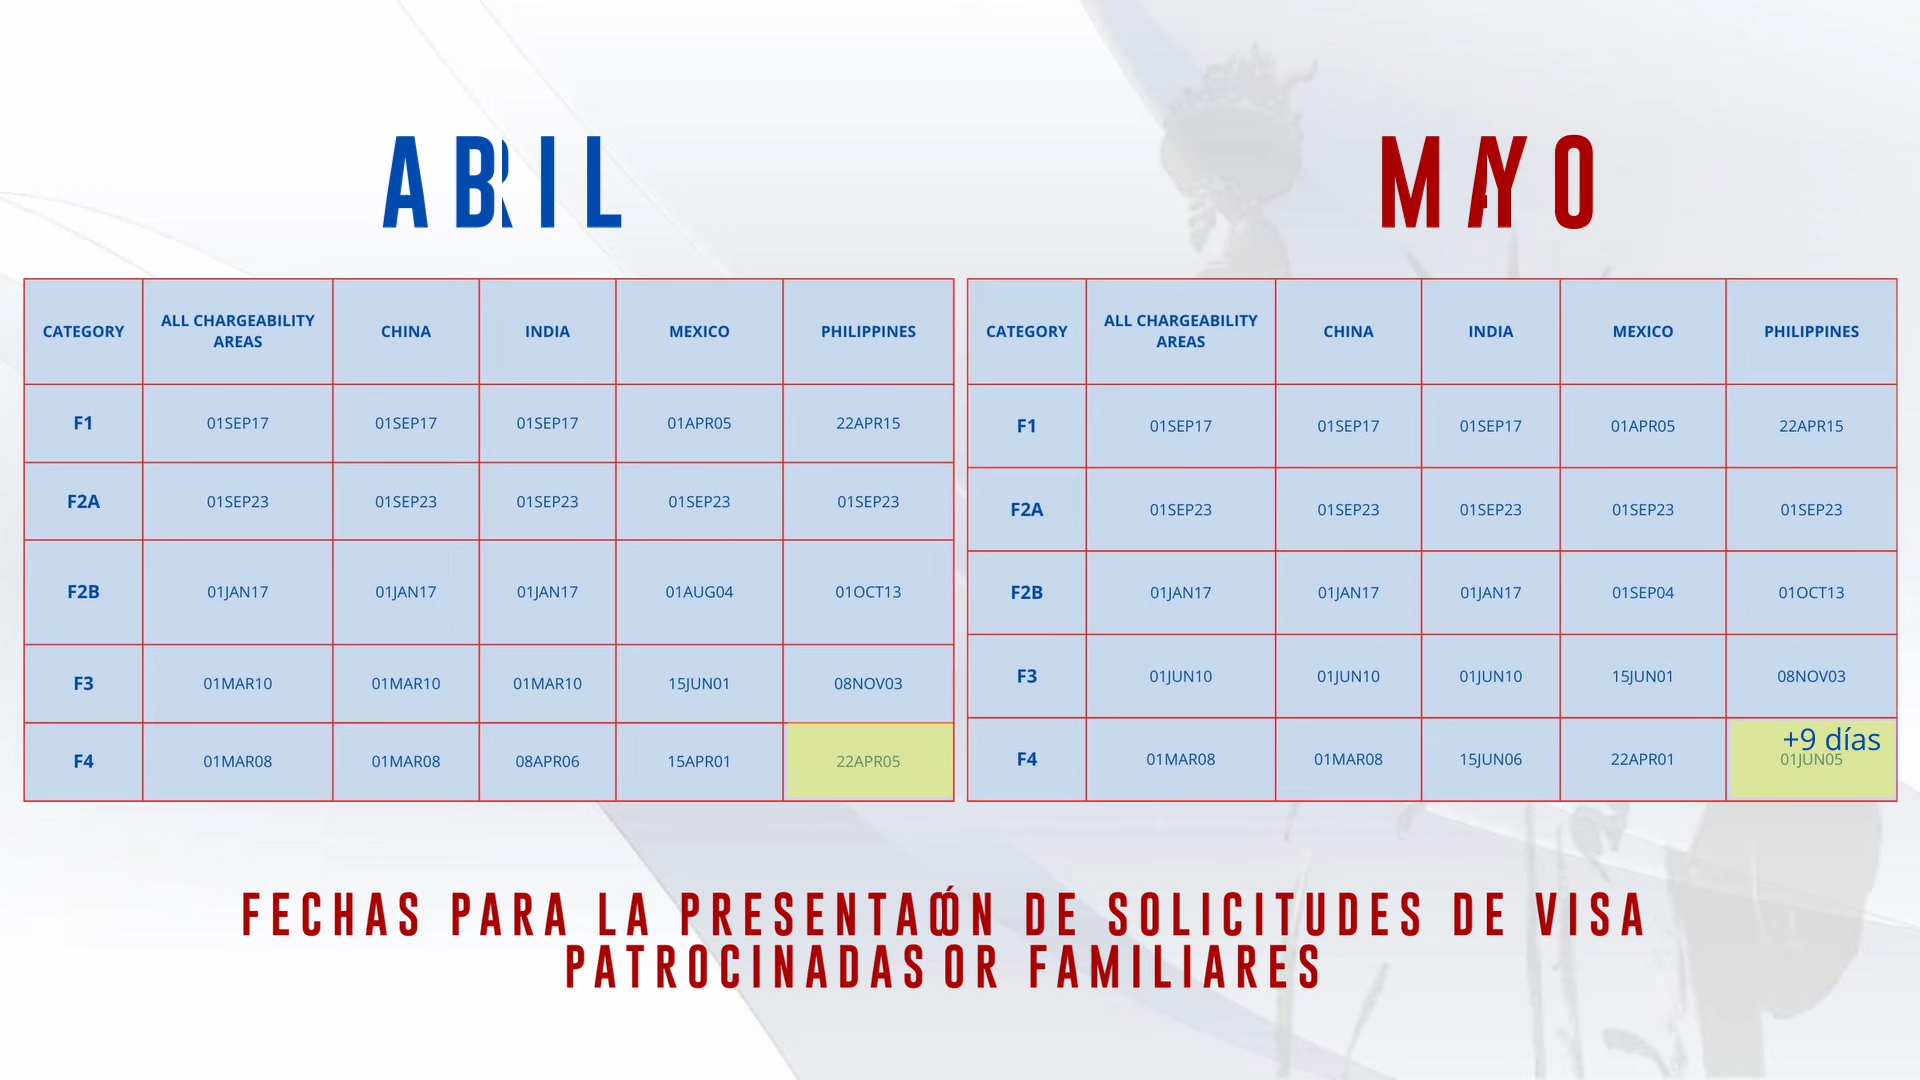 ABRIL
MAYO
CATEGORY ALL CHARGEABILITY AREAS CHINA INDIA MEXICO PHILIPPINES
F1 01SEP17 01SEP17 01SEP17 01APR05 22APR15
F2A 01SEP23 01SEP23 01SEP23 01SEP23 01SEP23
F2B 01JAN17 01JAN17 01JAN17 01AUG04 01OCT13
F3 01MAR10 01MAR10 01MAR10 15JUN01 08NOV03
F4 01MAR08 01MAR08 08APR06 15APR01 22APR05
CATEGORY ALL CHARGEABILITY AREAS CHINA INDIA MEXICO PHILIPPINES
F1 01SEP17 01SEP17 01SEP17 01APR05 22APR15
F2A 01SEP23 01SEP23 01SEP23 01SEP23 01SEP23
F2B 01JAN17 01JAN17 01JAN17 01SEP04 01OCT13
F3 01JUN10 01JUN10 01JUN10 15JUN01 08NOV03
+9 días
F4 01MAR08 01MAR08 15JUN06 22APR01 01JUN05
FECHAS PARA LA PRESENTAÓN DE SOLICITUDES DE VISA
PATROCINADAS OR FAMILIARES